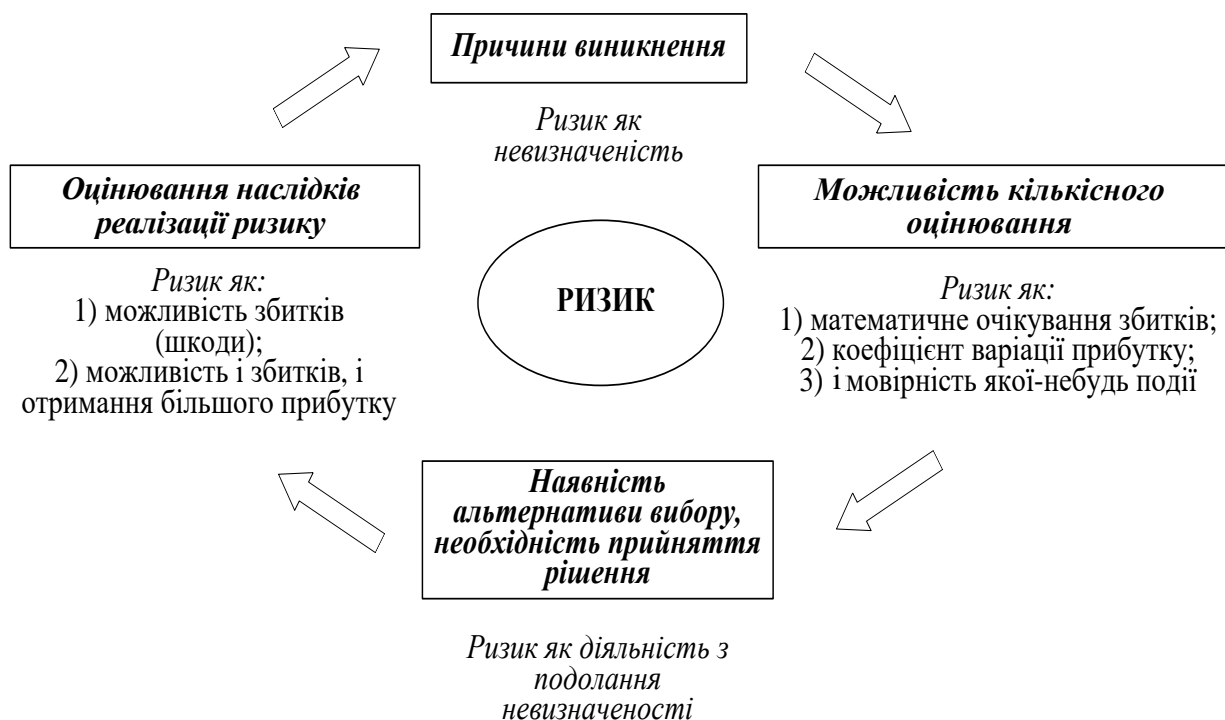 Причини виникнення
Ризик як
невизначеність
Оцінювання наслідків
реалізації ризику
Ризик як:
1) можливість збитків
(шкоди);
2) можливість і збитків, і
отримання більшого прибутку
РИЗИК
Можливість кількісного
оцінювання
Ризик як:
1) математичне очікування збитків;
2) коефіцієнт варіації прибутку;
3) і мовірність якої-небудь події
Наявність
альтернативи вибору,
необхідність прийняття
рішення
Ризик як діяльність з
подолання
невизначеності